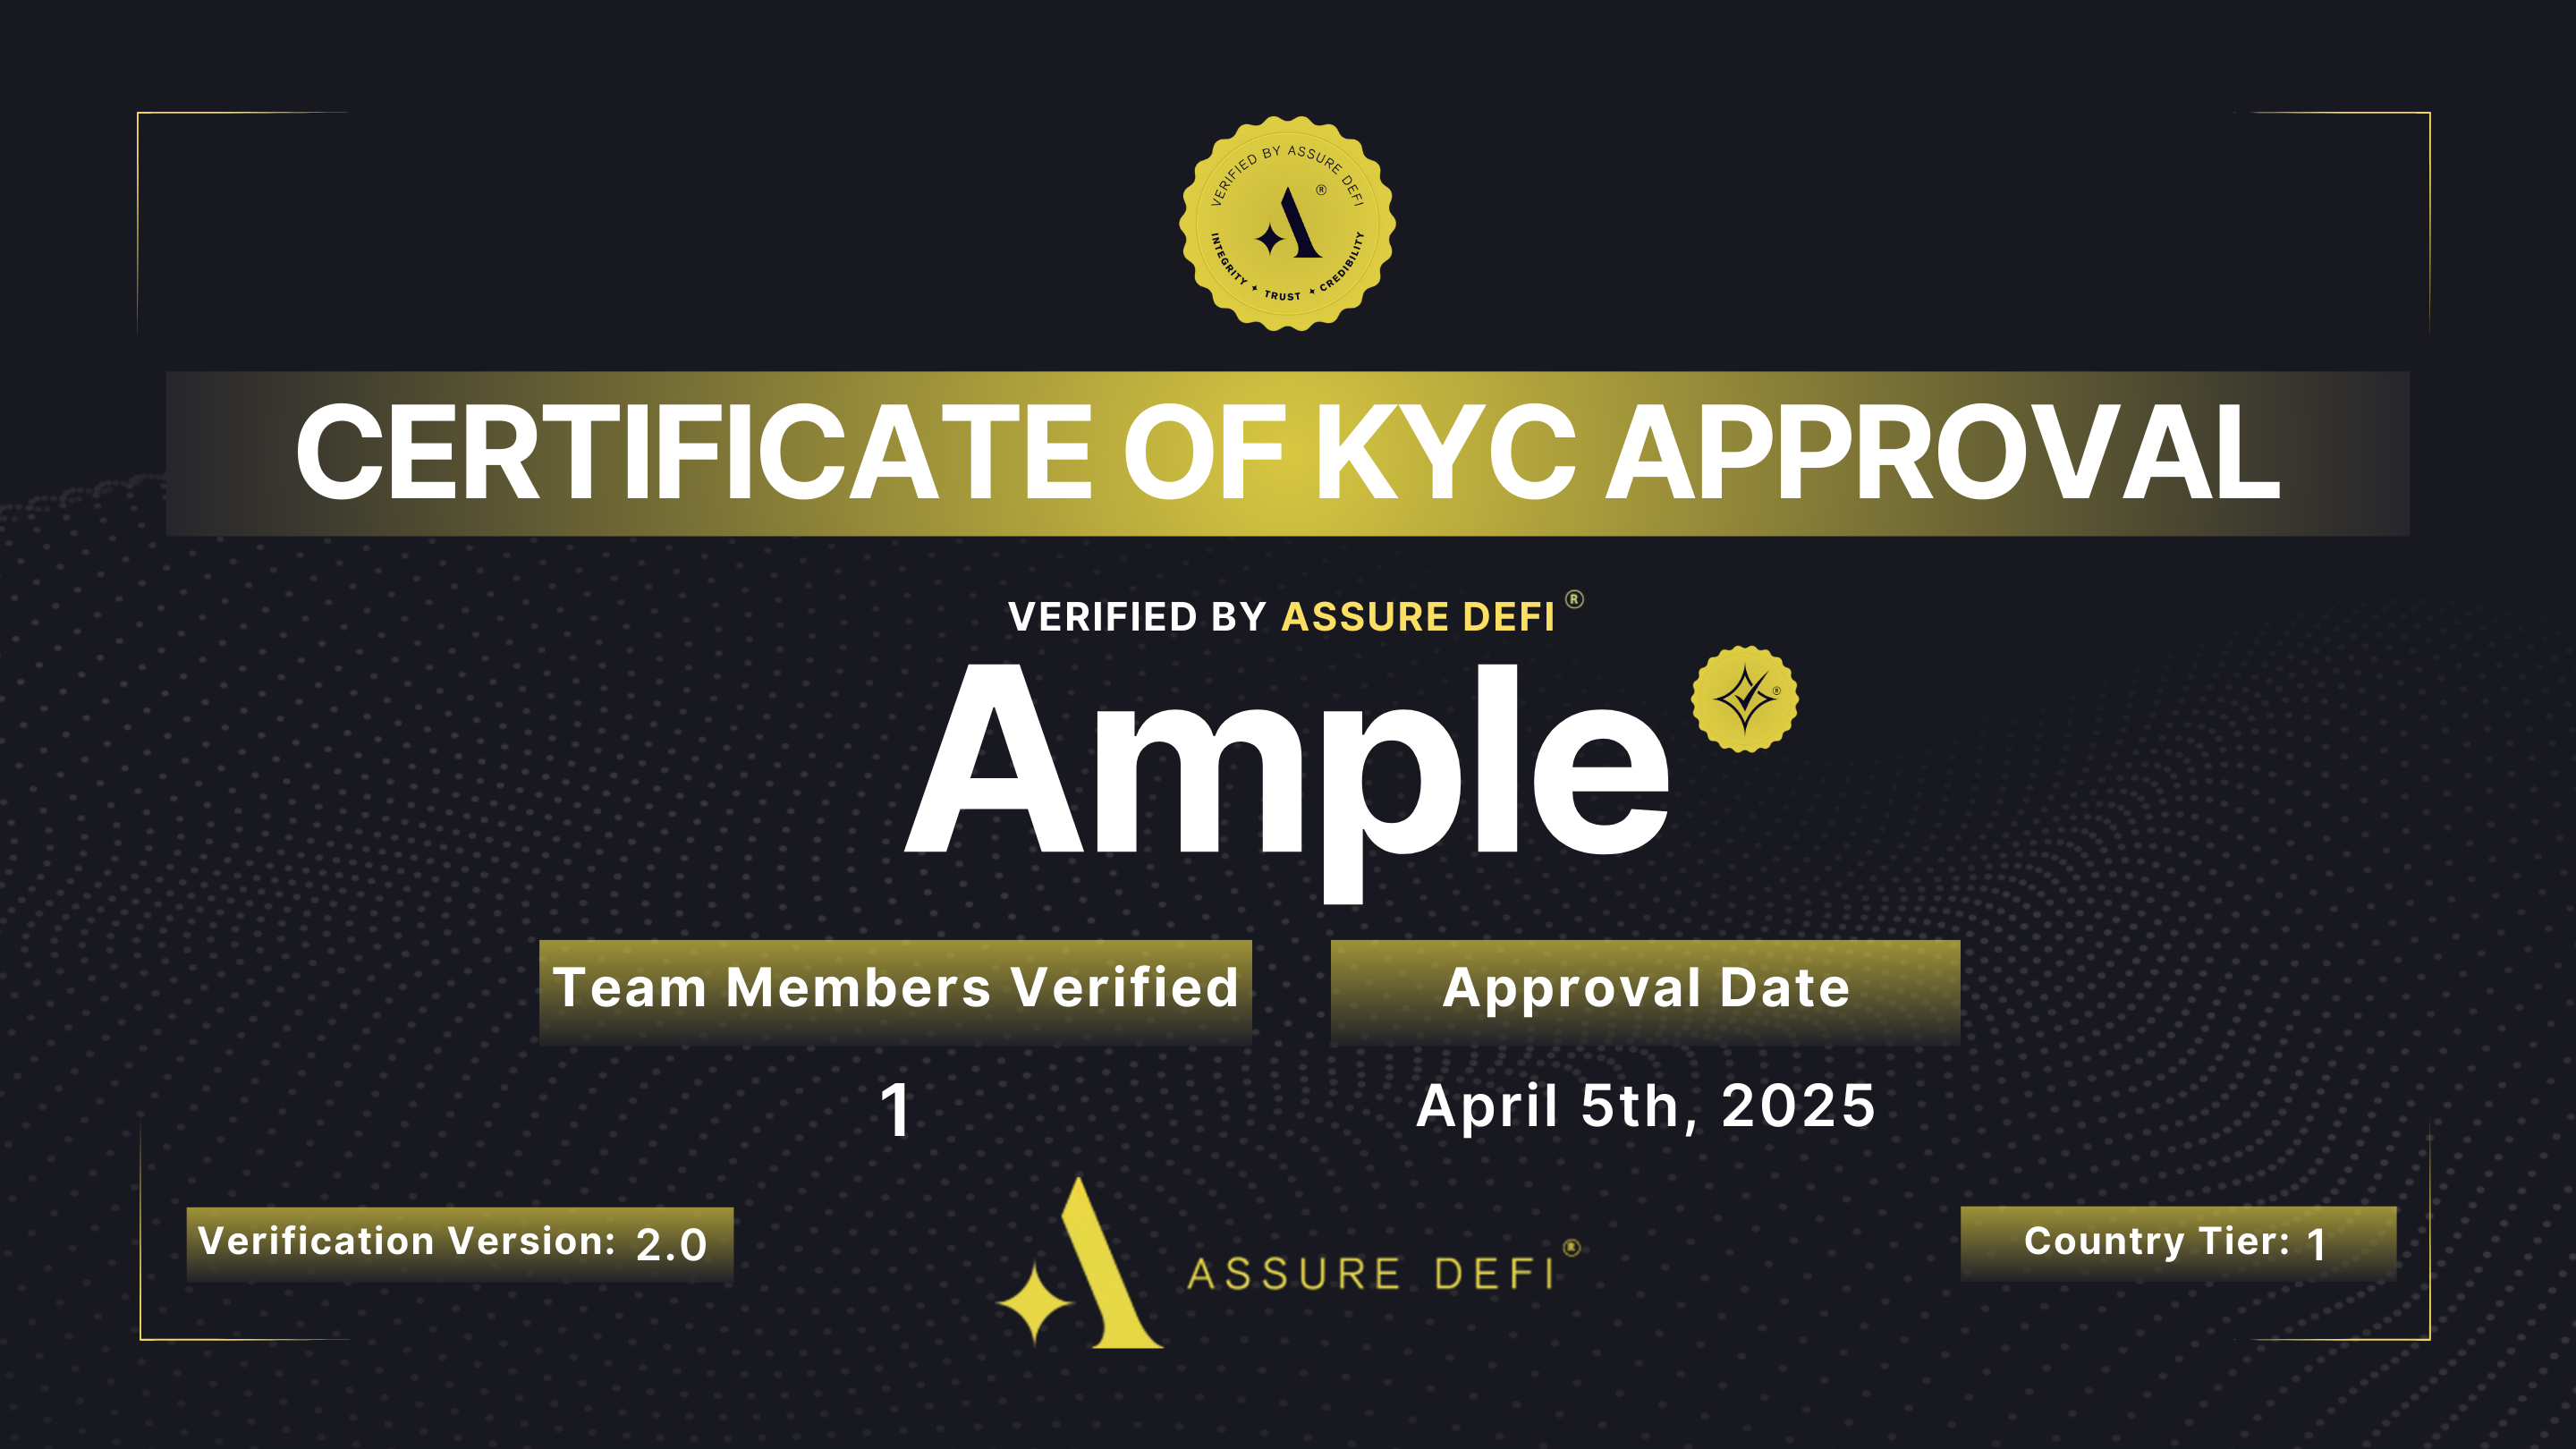 VERIFIED BY ASSURE DEFI
®
INTEGRITY ✦ TRUST ✦ CREDIBILITY
CERTIFICATE OF KYC APPROVAL
VERIFIED BY ASSURE DEFI ®
Ample
®
Team Members Verified
Approval Date
1
April 5th, 2025
Verification Version: 2.0
ASSURE DEFI ®
Country Tier: 1